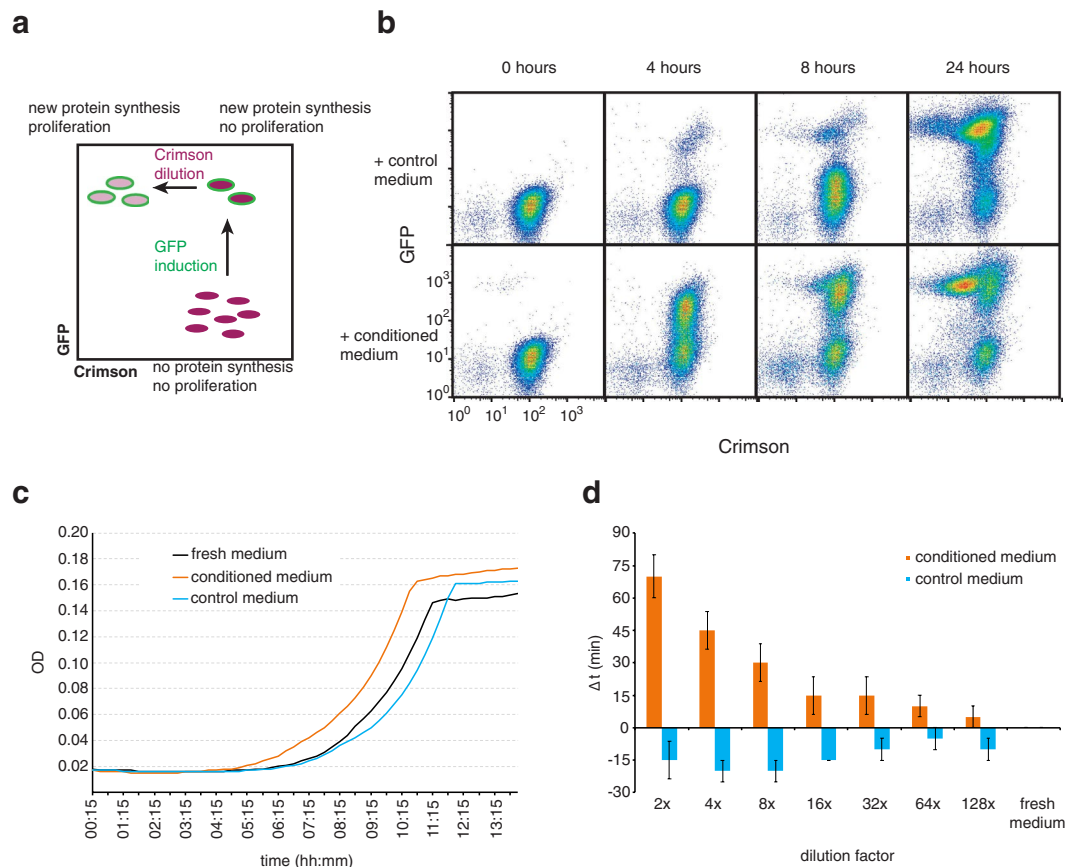 a
new protein synthesis
proliferation
new protein synthesis
no proliferation
Crimson
dilution
GFP
induction
GFP
Crimson
no protein synthesis
no proliferation
b
0 hours
4 hours
8 hours
24 hours
+ control
medium
GFP
+ conditioned
medium
10³
10²
10¹
10⁰
10⁰
10¹
10²
10³
Crimson
c
0.20
0.18
0.16
0.14
0.12
0.10
0.08
0.06
0.04
0.02
OD
fresh medium
conditioned medium
control medium
00:15
01:15
02:15
03:15
04:15
05:15
06:15
07:15
08:15
09:15
10:15
11:15
12:15
13:15
time (hh:mm)
d
90
75
60
45
30
15
0
-15
-30
Δt (min)
conditioned medium
control medium
2x
4x
8x
16x
32x
64x
128x
fresh
medium
dilution factor